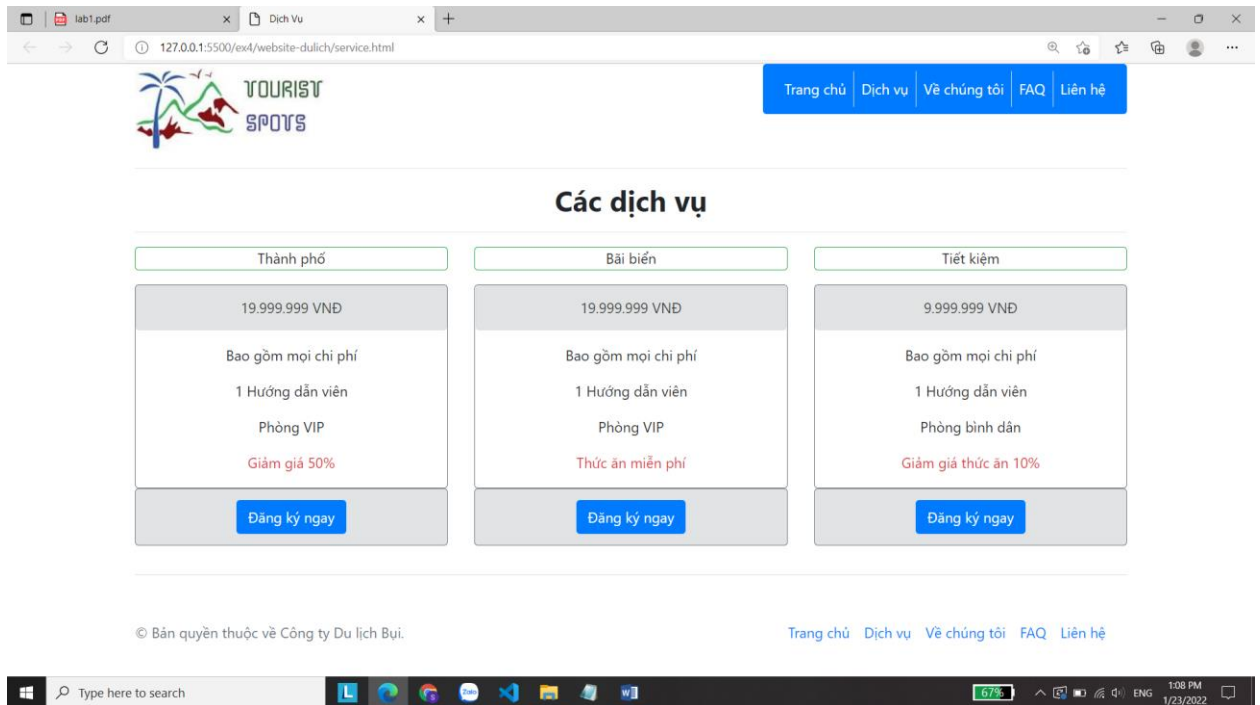 lab1.pdf
Dịch Vụ
127.0.0.1:5500/ex4/website-dulich/service.html
TOURIST
SPOTS
Trang chủ Dịch vụ Về chúng tôi FAQ Liên hệ
Các dịch vụ
Thành phố Bãi biển Tiết kiệm
19.999.999 VNĐ 19.999.999 VNĐ 9.999.999 VNĐ
Bao gồm mọi chi phí Bao gồm mọi chi phí Bao gồm mọi chi phí
1 Hướng dẫn viên 1 Hướng dẫn viên 1 Hướng dẫn viên
Phòng VIP Phòng VIP Phòng bình dân
Giảm giá 50% Thức ăn miễn phí Giảm giá thức ăn 10%
Đăng ký ngay Đăng ký ngay Đăng ký ngay
© Bản quyền thuộc về Công ty Du lịch Bụi. Trang chủ Dịch vụ Về chúng tôi FAQ Liên hệ
Type here to search
L
Zalo
67%
ENG
1:08 PM
1/23/2022